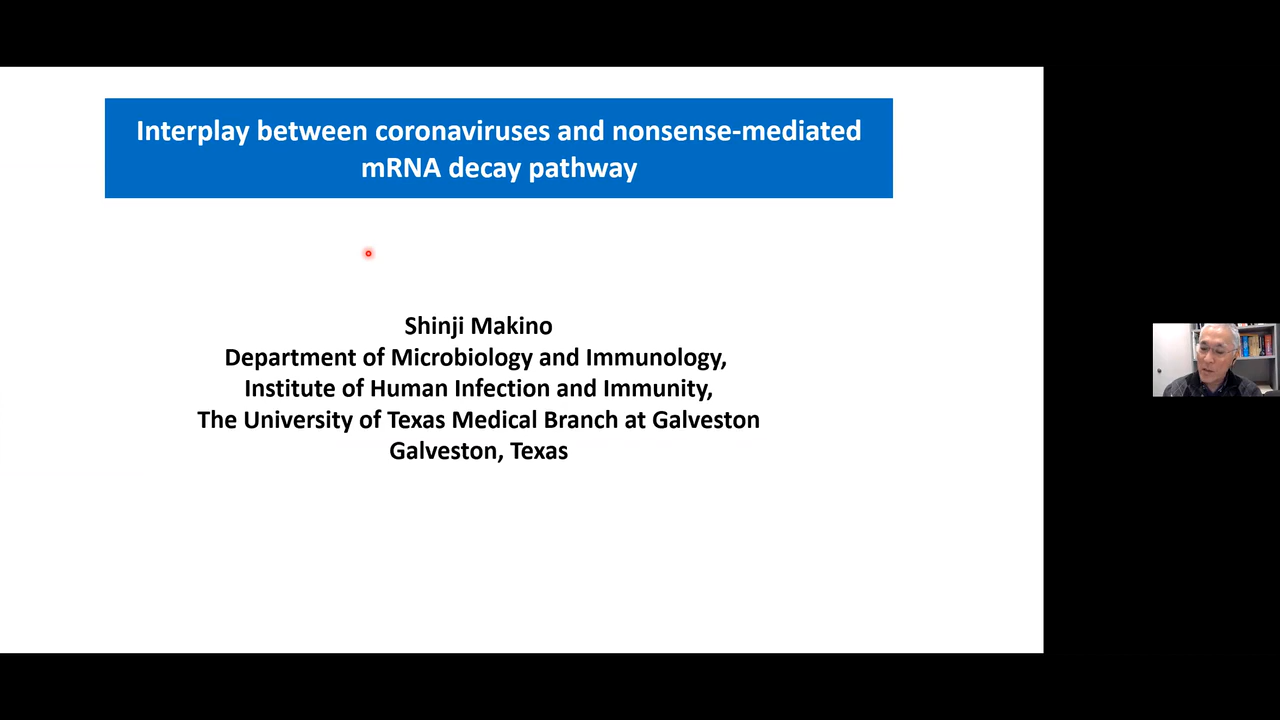 Interplay between coronaviruses and nonsense-mediated
mRNA decay pathway
Shinji Makino
Department of Microbiology and Immunology,
Institute of Human Infection and Immunity,
The University of Texas Medical Branch at Galveston
Galveston, Texas